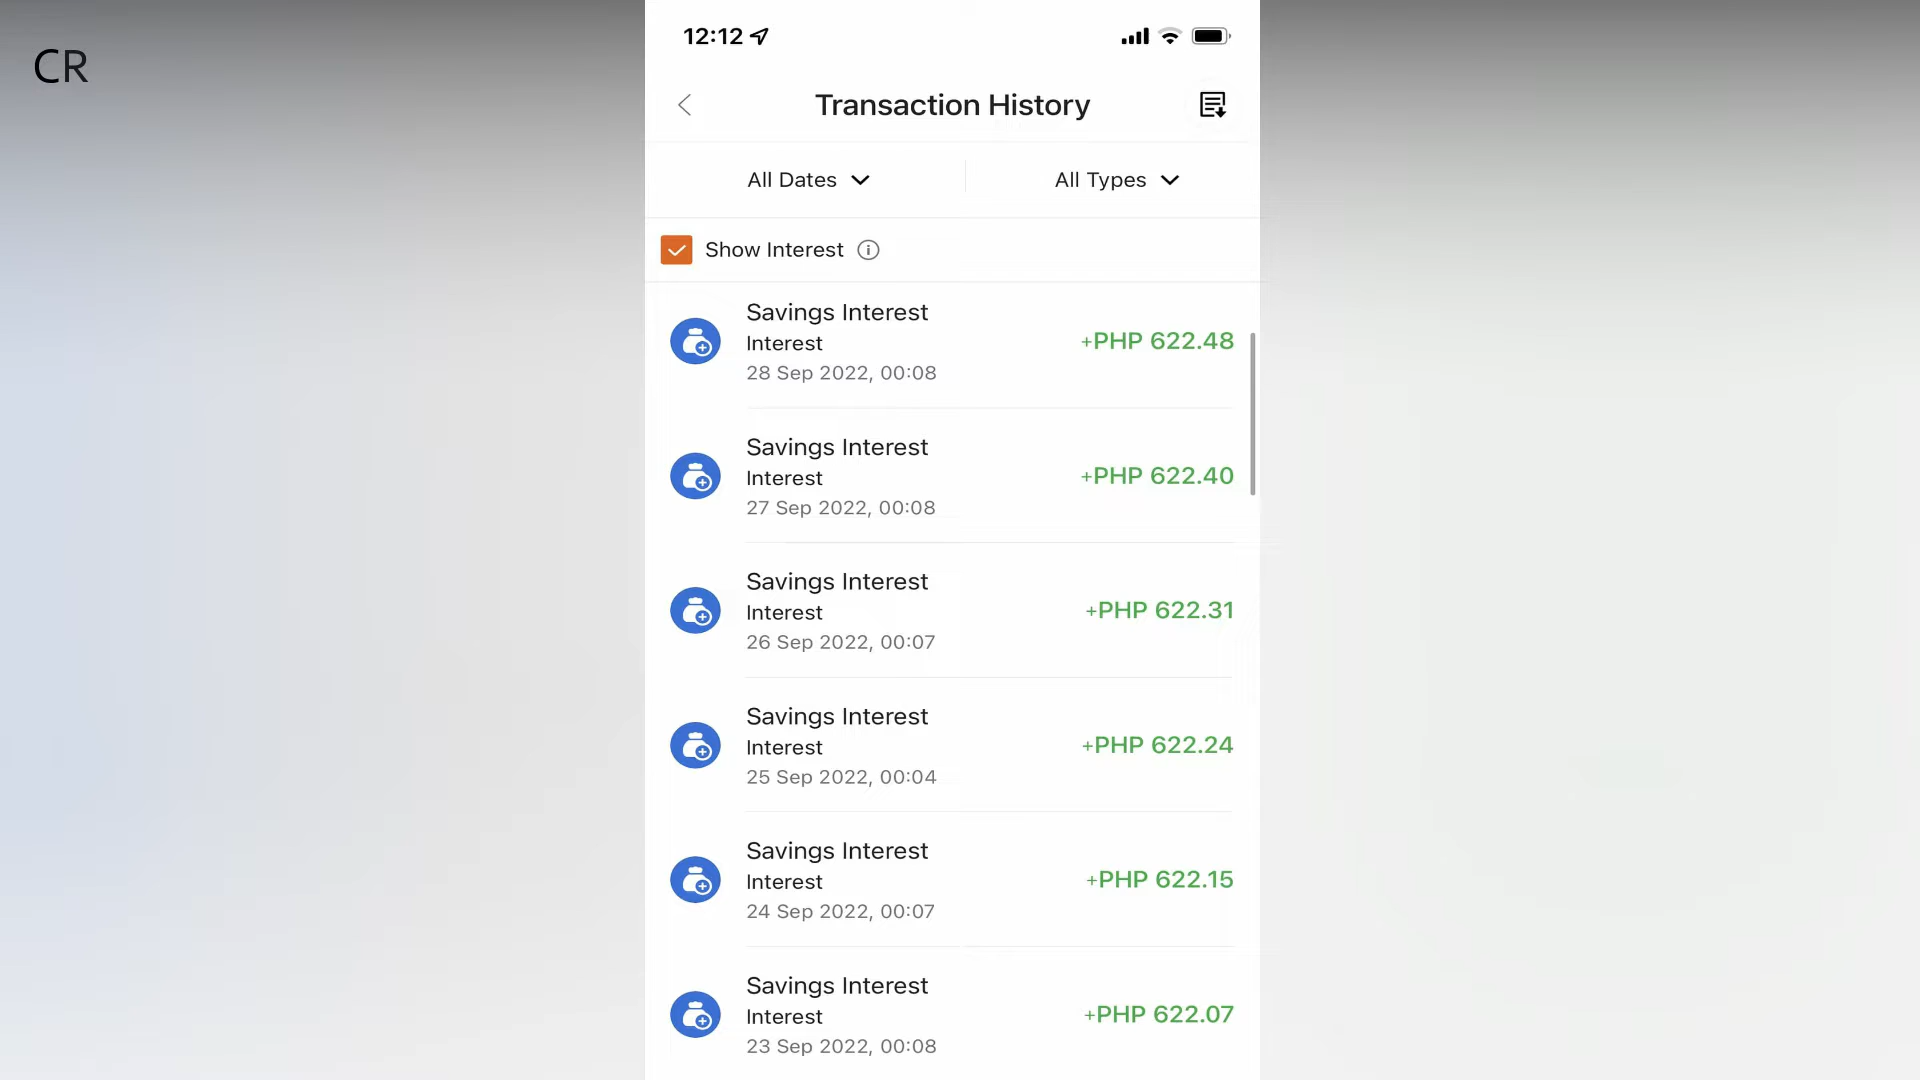 CR
12:12
Transaction History
All Dates
All Types
Show Interest
Savings Interest
Interest
28 Sep 2022, 00:08
+PHP 622.48
Savings Interest
Interest
27 Sep 2022, 00:08
+PHP 622.40
Savings Interest
Interest
26 Sep 2022, 00:07
+PHP 622.31
Savings Interest
Interest
25 Sep 2022, 00:04
+PHP 622.24
Savings Interest
Interest
24 Sep 2022, 00:07
+PHP 622.15
Savings Interest
Interest
23 Sep 2022, 00:08
+PHP 622.07